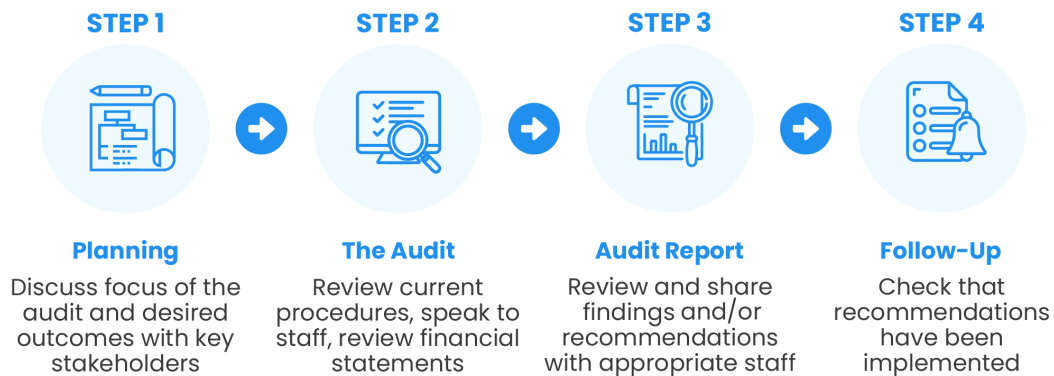 STEP 1
STEP 2
STEP 3
STEP 4
Planning
Discuss focus of the
audit and desired
outcomes with key
stakeholders
The Audit
Review current
procedures, speak to
staff, review financial
statements
Audit Report
Review and share
findings and/or
recommendations
with appropriate staff
Follow-Up
Check that
recommendations
have been
implemented